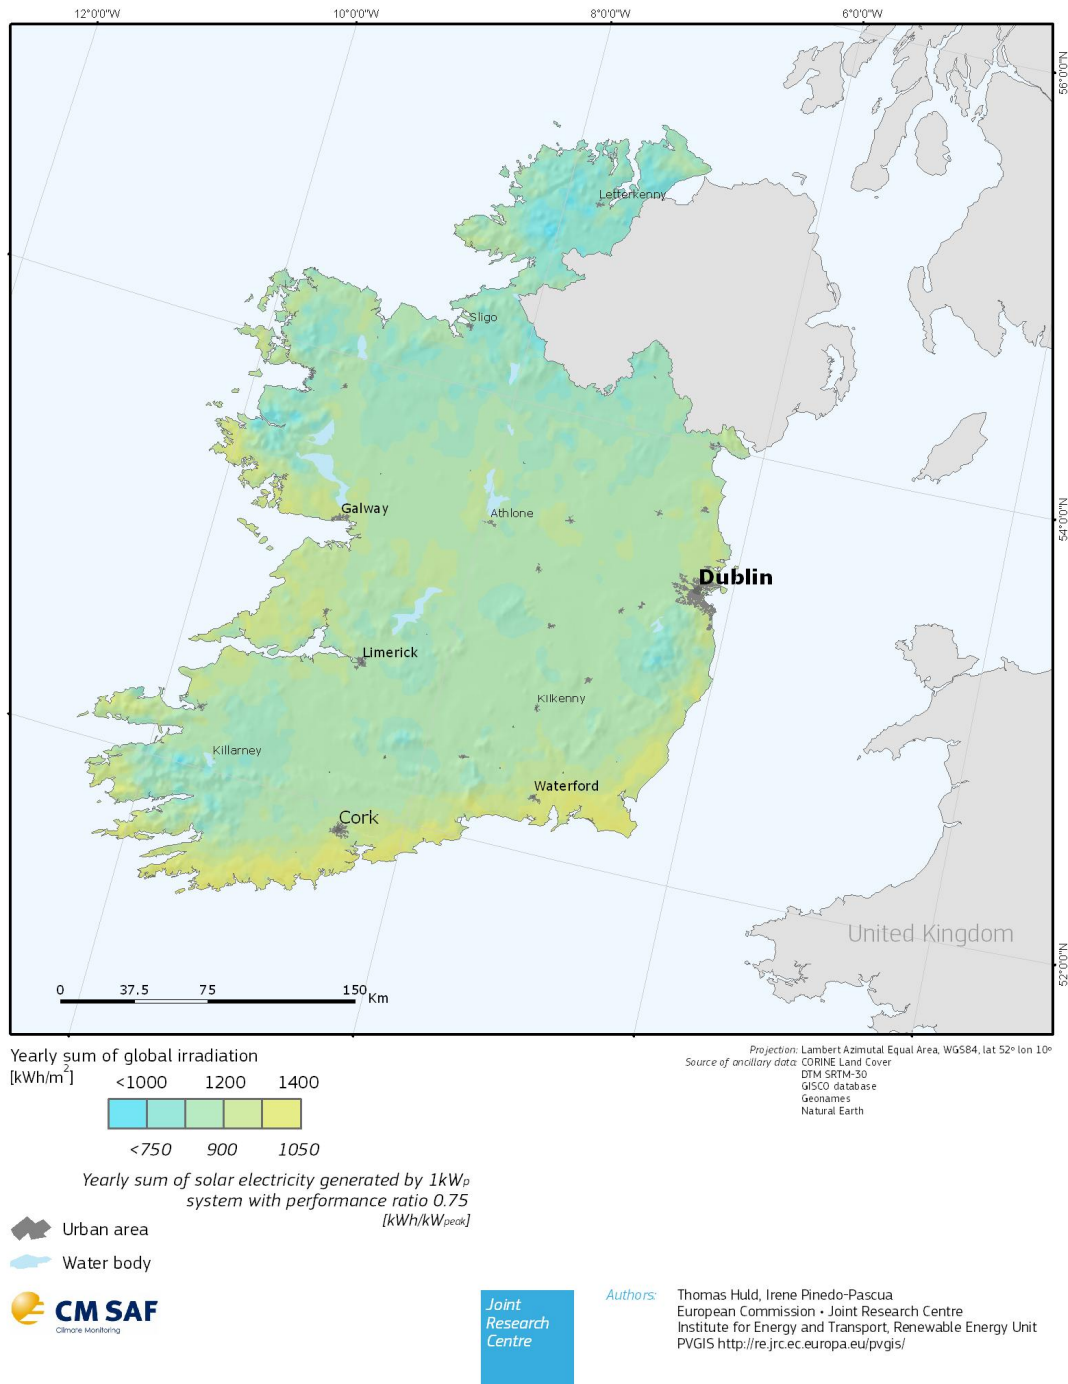 12°0'0"W 10°0'0"W 8°0'0"W 6°0'0"W
56°0'0"N
Letterkenny
Sligo
Galway
Athlone
54°0'0"N
Dublin
Limerick
Kilkenny
Killarney
Waterford
Cork
United Kingdom
52°0'0"N
0 37.5 75 150 Km
Yearly sum of global irradiation
[kWh/m2]
<1000 1200 1400
<750 900 1050
Yearly sum of solar electricity generated by 1kWp
system with performance ratio 0.75
[kWh/kWpeak]
Urban area
Water body
Projection: Lambert Azimutal Equal Area, WGS84, lat 52º lon 10º
Source of ancillary data: CORINE Land Cover
DTM SRTM-30
GISCO database
Geonames
Natural Earth
CM SAF
Climate Monitoring
Joint
Research
Centre
Authors: Thomas Huld, Irene Pinedo-Pascua
European Commission • Joint Research Centre
Institute for Energy and Transport, Renewable Energy Unit
PVGIS http://re.jrc.ec.europa.eu/pvgis/